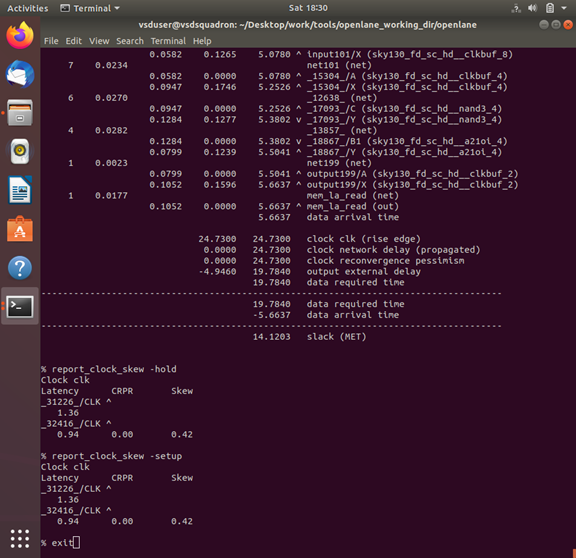 Activities Terminal Sat 18:30
vsduser@vsdsquadron: ~/Desktop/work/tools/openlane_working_dir/openlane
File Edit View Search Terminal Help
0.0582 0.1265 5.0780 ^ input101/X (sky130_fd_sc_hd__clkbuf_8)
7 0.0234 net101 (net)
0.0582 0.0000 5.0780 ^ _15304_/A (sky130_fd_sc_hd__clkbuf_4)
0.0947 0.1746 5.2526 ^ _15304_/X (sky130_fd_sc_hd__clkbuf_4)
6 0.0270 _12638_ (net)
0.0947 0.0000 5.2526 ^ _17093_/C (sky130_fd_sc_hd__nand3_4)
0.1284 0.1277 5.3802 v _17093_/Y (sky130_fd_sc_hd__nand3_4)
4 0.0282 _13857_ (net)
0.1284 0.0000 5.3802 v _18867_/B1 (sky130_fd_sc_hd__a21oi_4)
0.0799 0.1239 5.5041 ^ _18867_/Y (sky130_fd_sc_hd__a21oi_4)
1 0.0023 net199 (net)
0.0799 0.0000 5.5041 ^ output199/A (sky130_fd_sc_hd__clkbuf_2)
0.1052 0.1596 5.6637 ^ output199/X (sky130_fd_sc_hd__clkbuf_2)
1 0.0177 mem_la_read (net)
0.1052 0.0000 5.6637 ^ mem_la_read (out)
5.6637 data arrival time
24.7300 24.7300 clock clk (rise edge)
0.0000 24.7300 clock network delay (propagated)
0.0000 24.7300 clock reconvergence pessimism
-4.9460 19.7840 output external delay
19.7840 data required time
---------------------------------------------------------------------------------
19.7840 data required time
-5.6637 data arrival time
---------------------------------------------------------------------------------
14.1203 slack (MET)
% report_clock_skew -hold
Clock clk
Latency CRPR Skew
_31226_/CLK ^
1.36
_32416_/CLK ^
0.94 0.00 0.42
% report_clock_skew -setup
Clock clk
Latency CRPR Skew
_31226_/CLK ^
1.36
_32416_/CLK ^
0.94 0.00 0.42
% exit